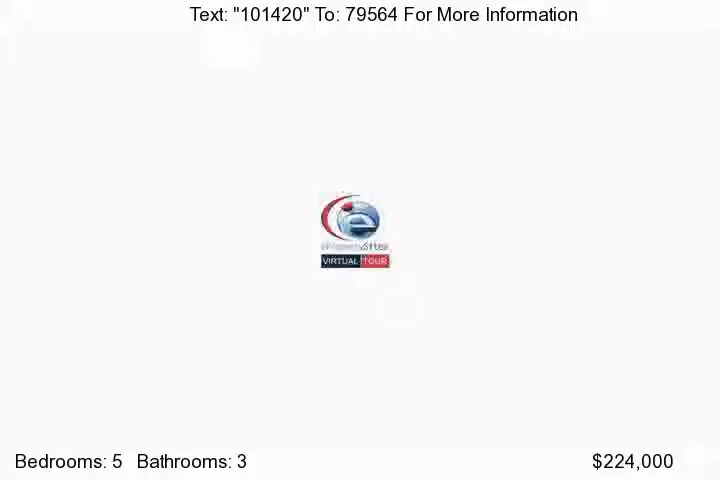 Text: "101420" To: 79564 For More Information
VIRTUAL TOUR
Bedrooms: 5 Bathrooms: 3 $224,000